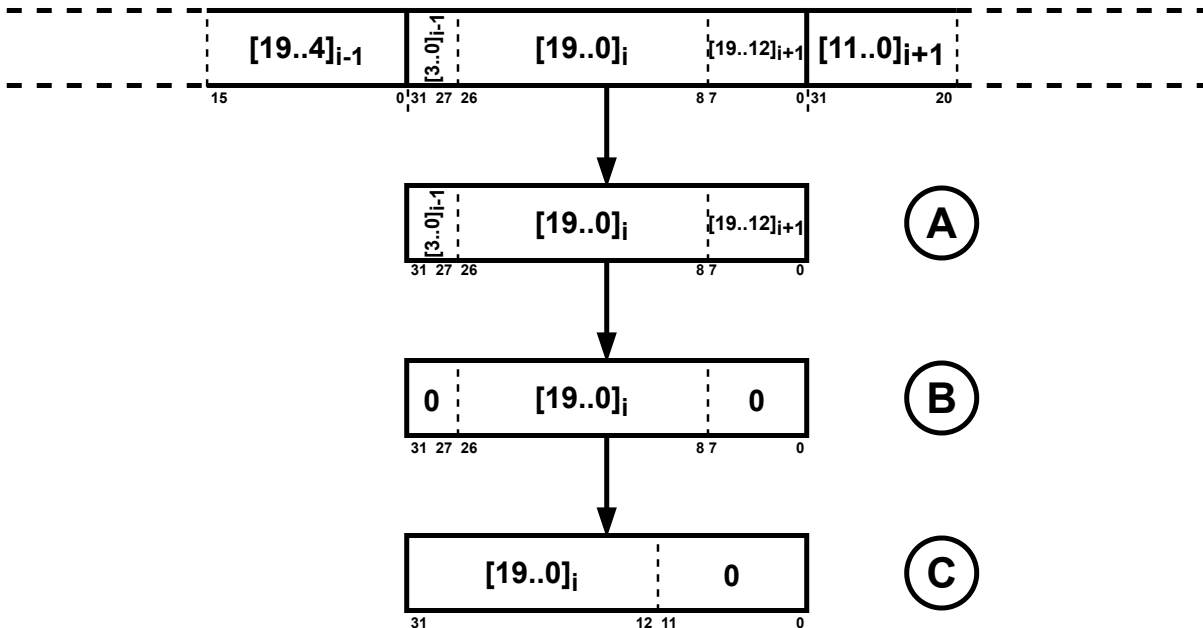 [19..4]i-1 [3..0]i-1 [19..0]i [19..12]i+1 [11..0]i+1
15 0 31 27 26 8 7 0 31 20
[3..0]i-1 [19..0]i [19..12]i+1 A
31 27 26 8 7 0
0 [19..0]i 0 B
31 27 26 8 7 0
[19..0]i 0 C
31 12 11 0